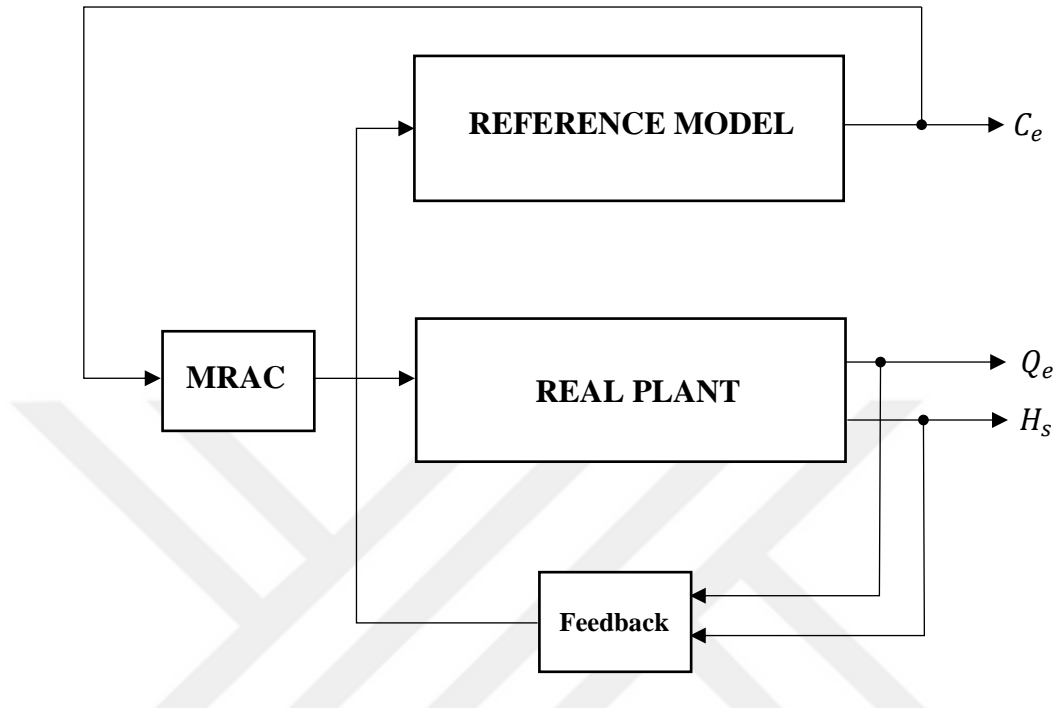 REFERENCE MODEL
C_e
MRAC
REAL PLANT
Q_e
H_s
Feedback